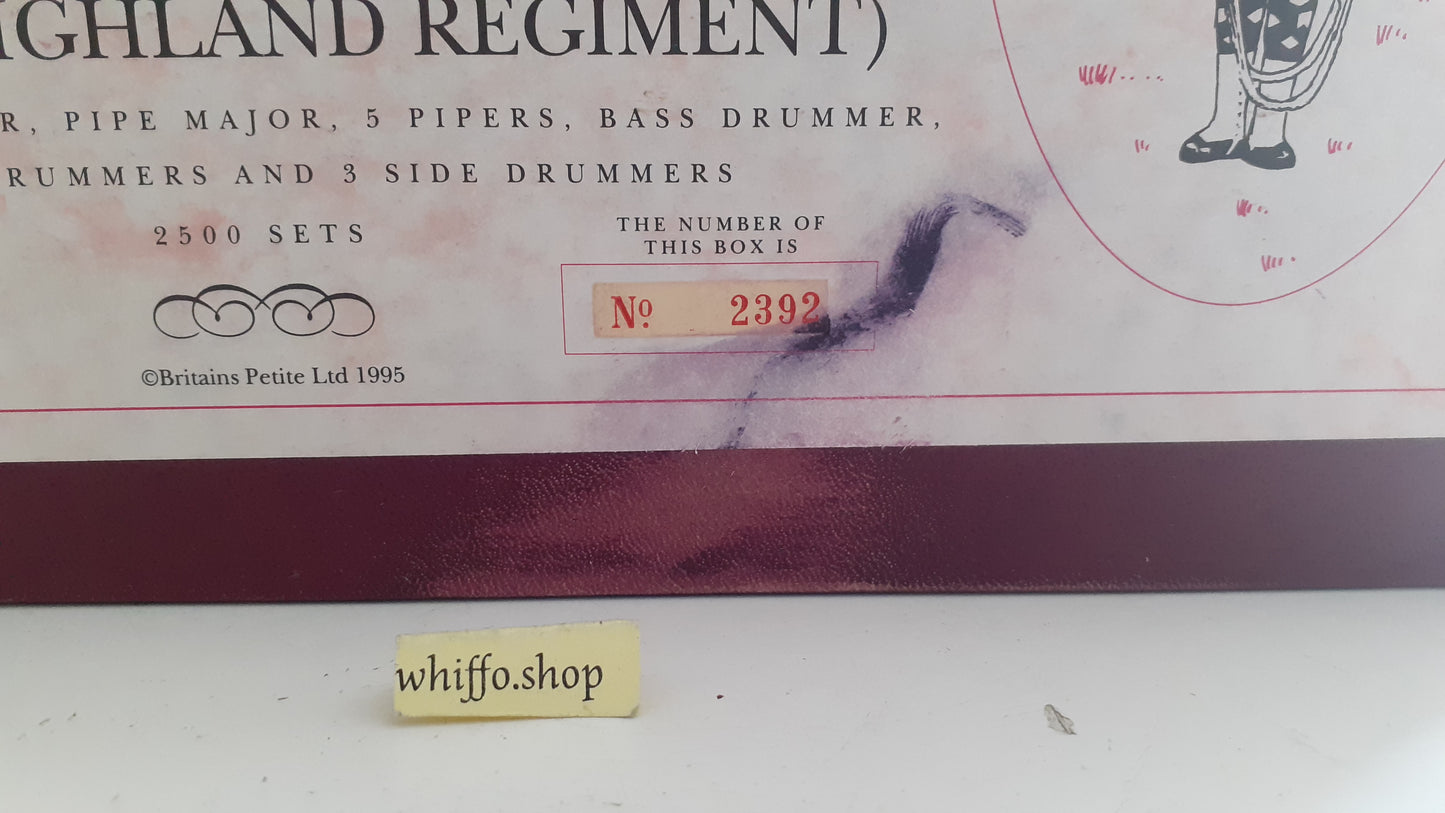 IGHLAND REGIMENT)
R, PIPE MAJOR, 5 PIPERS, BASS DRUMMER,
RUMMERS AND 3 SIDE DRUMMERS
2500 SETS
THE NUMBER OF
THIS BOX IS
Nº 2392
©Britains Petite Ltd 1995
whiffo.shop